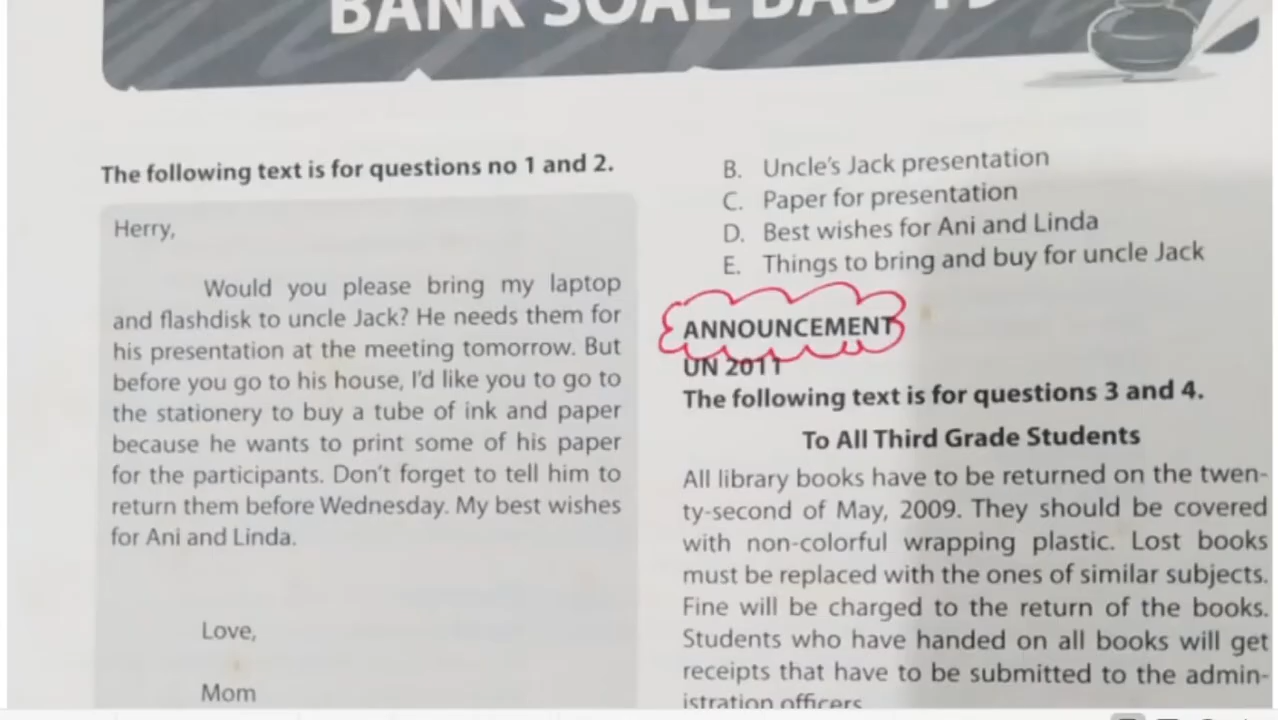 BANK SOAL BAB 19
The following text is for questions no 1 and 2.
Herry,
Would you please bring my laptop
and flashdisk to uncle Jack? He needs them for
his presentation at the meeting tomorrow. But
before you go to his house, I'd like you to go to
the stationery to buy a tube of ink and paper
because he wants to print some of his paper
for the participants. Don't forget to tell him to
return them before Wednesday. My best wishes
for Ani and Linda.
Love,
Mom
B. Uncle's Jack presentation
C. Paper for presentation
D. Best wishes for Ani and Linda
E. Things to bring and buy for uncle Jack
ANNOUNCEMENT
UN 2011
The following text is for questions 3 and 4.
To All Third Grade Students
All library books have to be returned on the twen-
ty-second of May, 2009. They should be covered
with non-colorful wrapping plastic. Lost books
must be replaced with the ones of similar subjects.
Fine will be charged to the return of the books.
Students who have handed on all books will get
receipts that have to be submitted to the admin-
istration officers